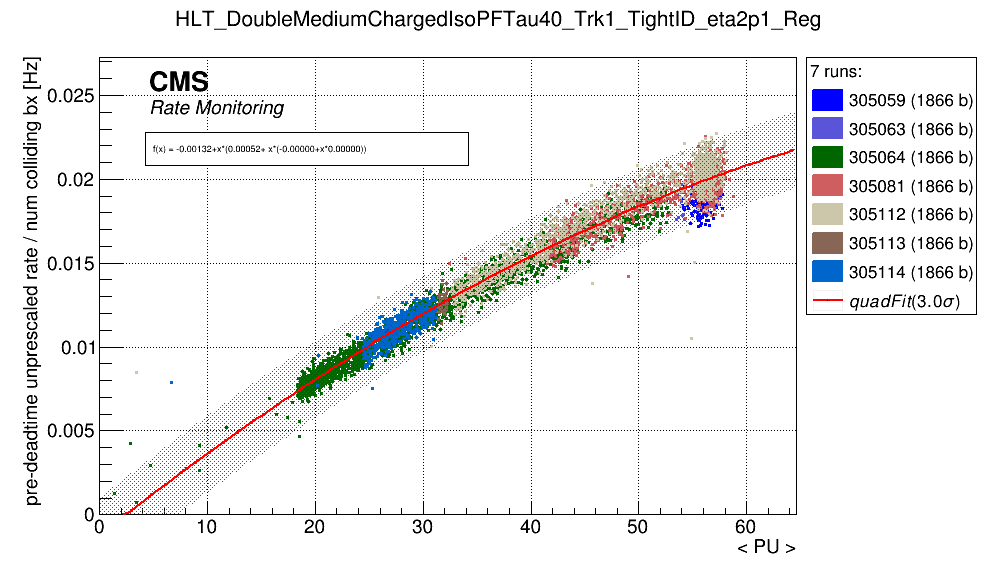 HLT_DoubleMediumChargedIsoPFTau40_Trk1_TightID_eta2p1_Reg
pre-deadtime unprescaled rate / num colliding bx [Hz]
CMS
Rate Monitoring
f(x) = -0.00132+x*(0.00052+ x*(-0.00000+x*0.00000))
0.025
0.02
0.015
0.01
0.005
0
0 10 20 30 40 50 60
< PU >
7 runs:
305059 (1866 b)
305063 (1866 b)
305064 (1866 b)
305081 (1866 b)
305112 (1866 b)
305113 (1866 b)
305114 (1866 b)
quadFit(3.0σ)